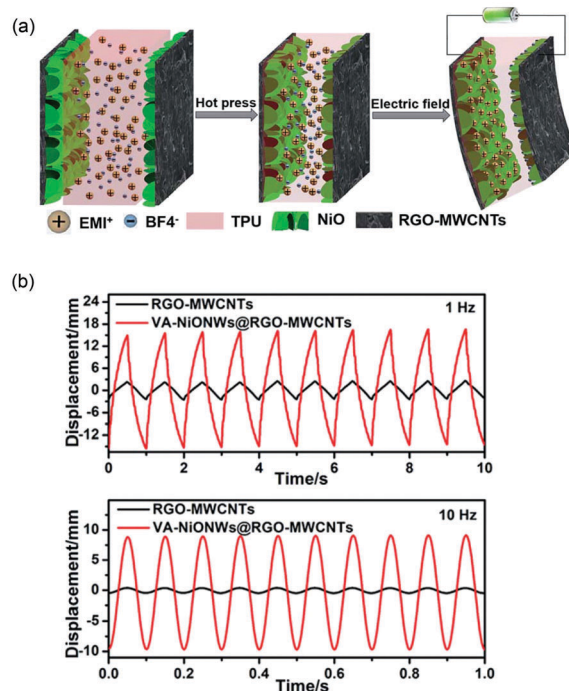 (a)
Hot press
Electric field
EMI⁺ BF4⁻ TPU NiO RGO-MWCNTs
(b)
RGO-MWCNTs 1 Hz
VA-NiONWs@RGO-MWCNTs
Displacement/mm
24
18
12
6
0
-6
-12
0 2 4 6 8 10
Time/s
RGO-MWCNTs 10 Hz
VA-NiONWs@RGO-MWCNTs
Displacement/mm
10
5
0
-5
-10
0.0 0.2 0.4 0.6 0.8 1.0
Time/s